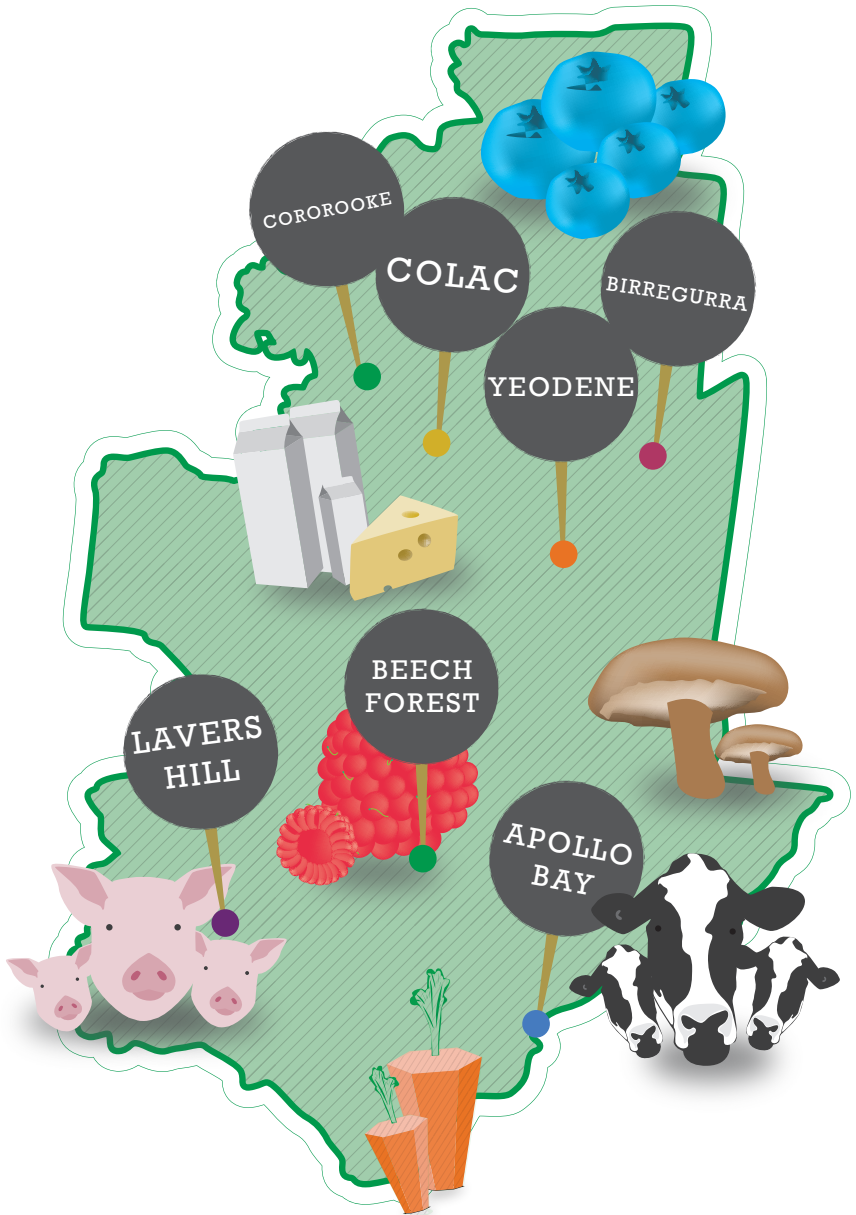 COROROOKE
COLAC
BIRREGURRA
YEODENE
BEECH
FOREST
LAVERS
HILL
APOLLO
BAY